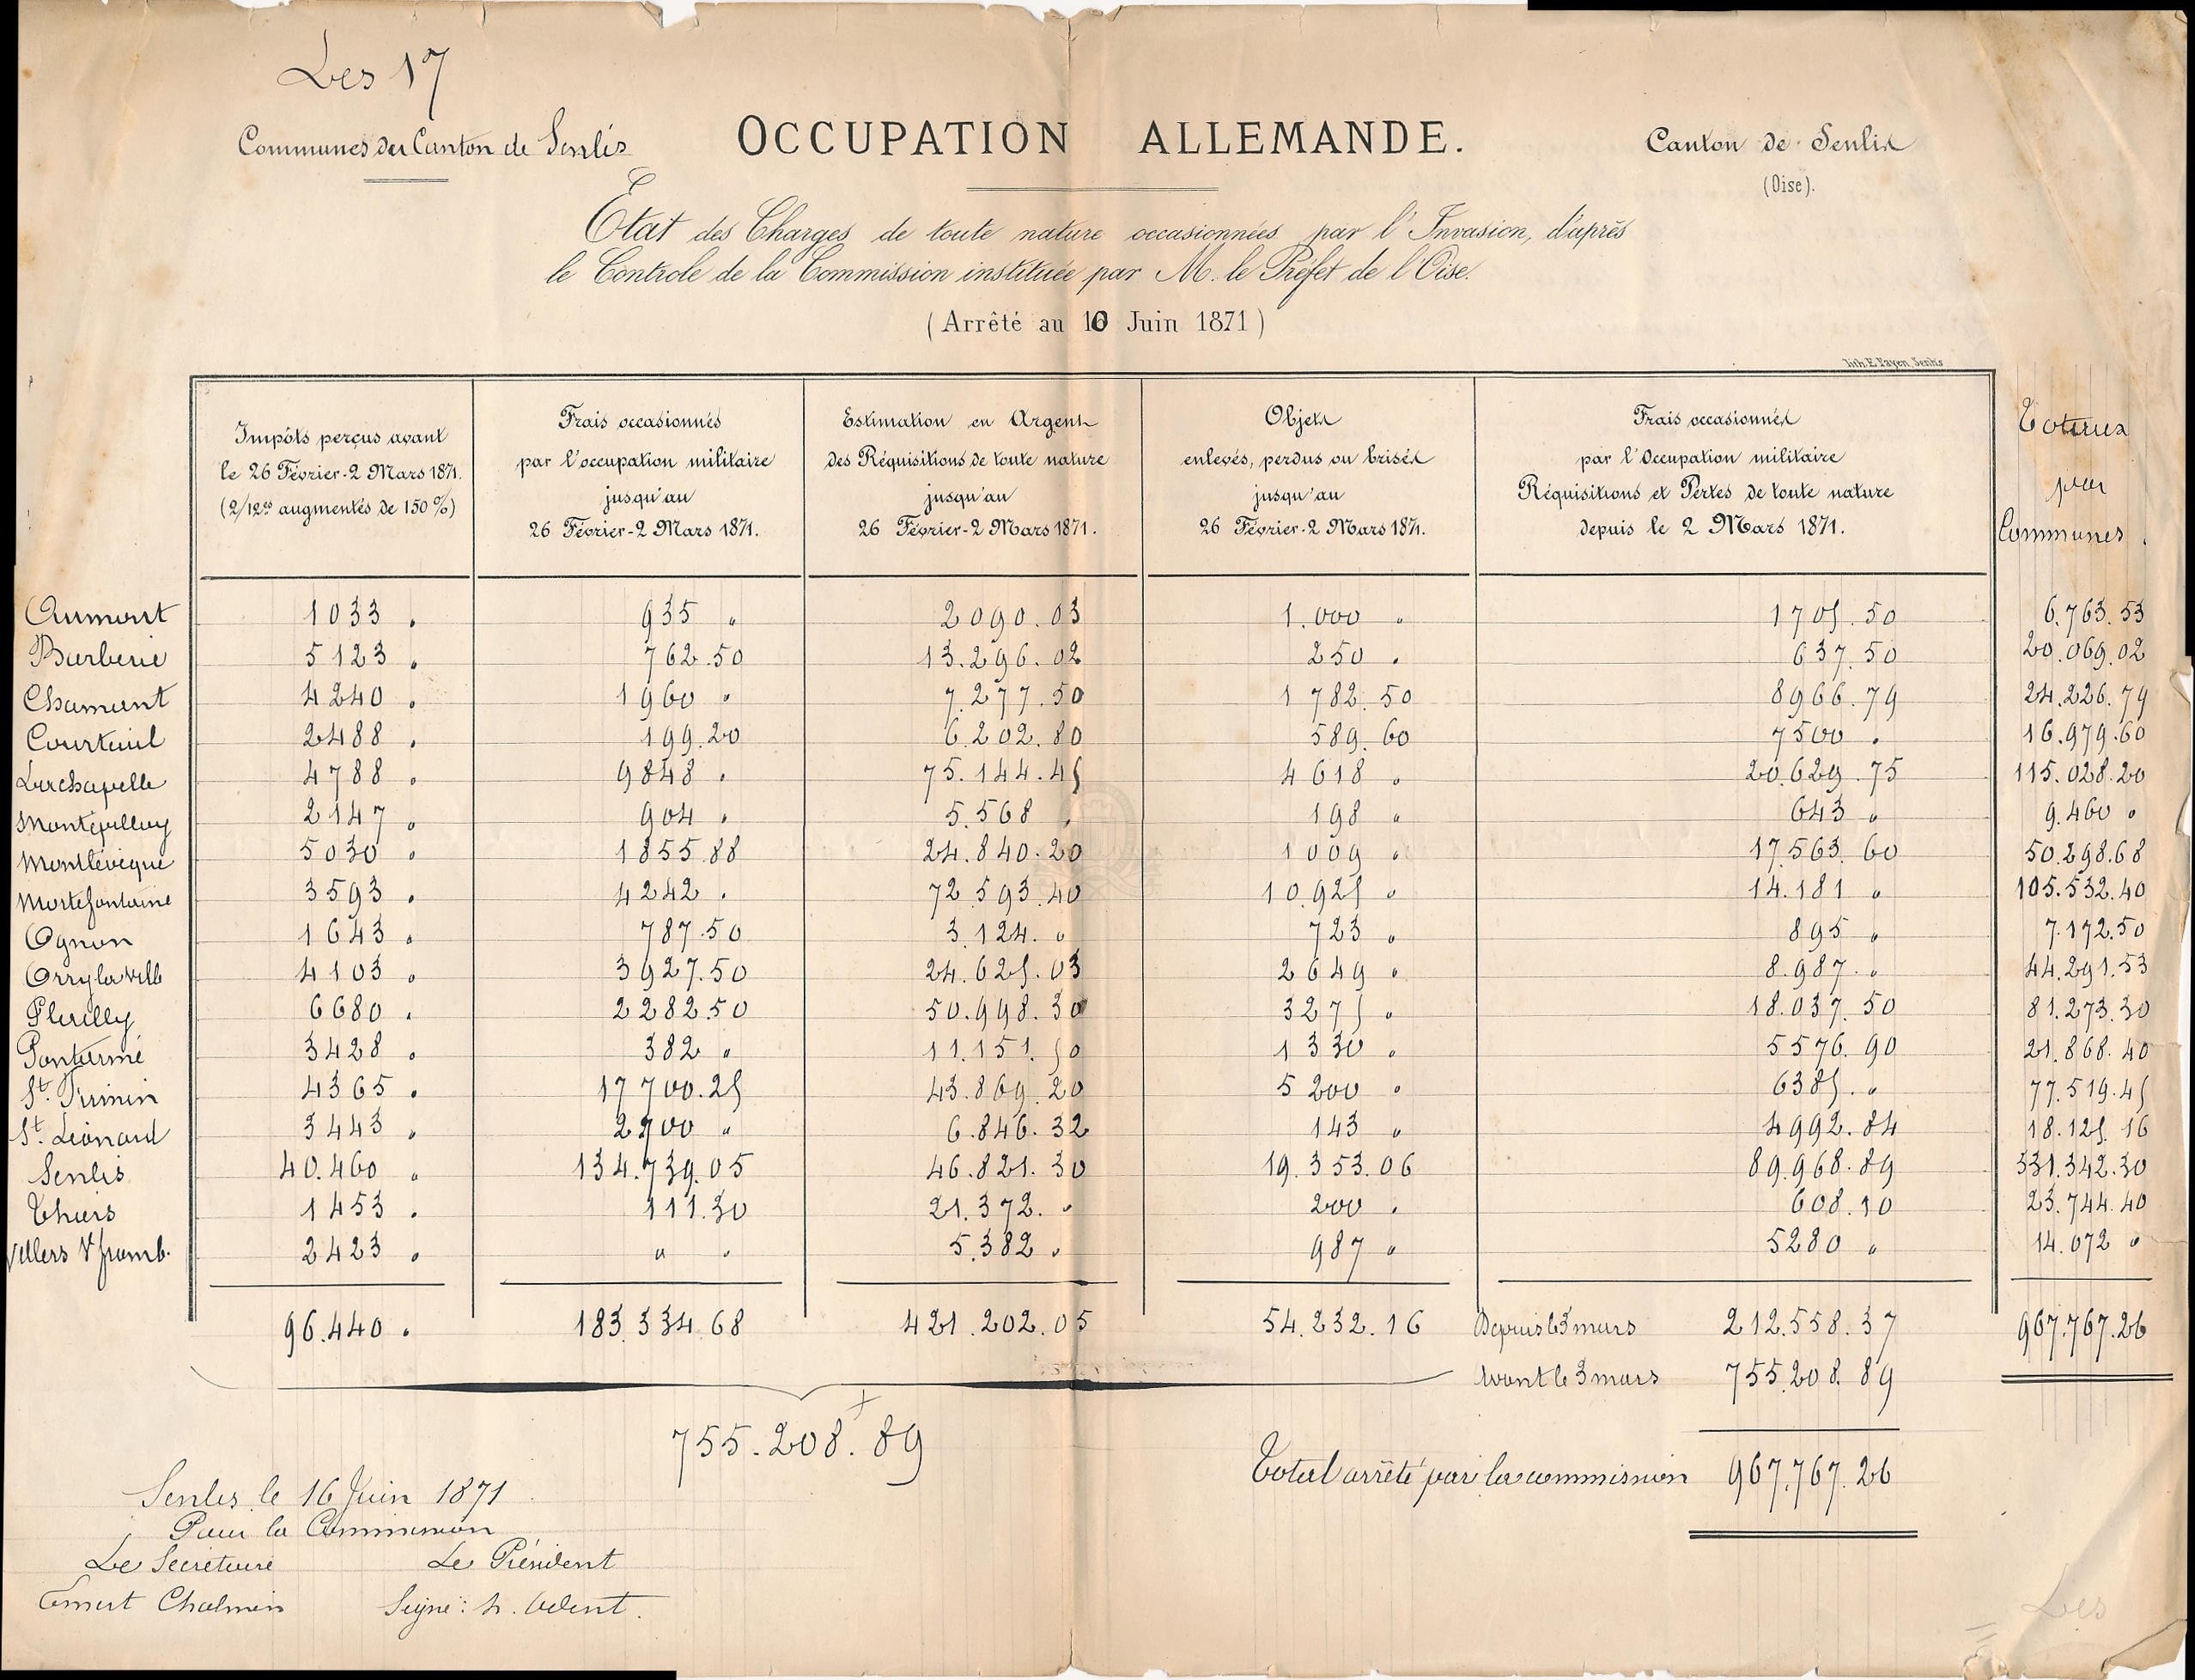 Les 17
Communes du Canton de Senlis
OCCUPATION ALLEMANDE.
Canton de Senlis
(Oise).
Etat des Charges de toute nature occasionnées par l'Invasion, d'après
le Controle de la Commission instituée par M. le Préfet de l'Oise.
(Arrêté au 10 Juin 1871)
lith. E. Payen, Senlis
Impôts perçus avant
le 26 Février-2 Mars 1871.
(2/12es augmentés de 150 %)
Frais occasionnés
par l'occupation militaire
jusqu'au
26 Février-2 Mars 1871.
Estimation en Argent
des Réquisitions de toute nature
jusqu'au
26 Février-2 Mars 1871.
Objets
enlevés, perdus ou brisés
jusqu'au
26 Février-2 Mars 1871.
Frais occasionnés
par l'Occupation militaire
Réquisitions et Pertes de toute nature
depuis le 2 Mars 1871.
Totaux
par
Communes.
Aumont 1033 " 935 " 2090.03 1.000 " 1705.50 6.763.53
Barberie 5123 " 762.50 13.296.02 250 " 637.50 20.069.02
Chamant 4240 " 1960 " 7.277.50 1782.50 8966.79 24.226.79
Courteuil 2488 " 199.20 6.202.80 589.60 7500 " 16.979.60
Lachapelle 4788 " 9848 " 75.144.45 4618 " 20.629.75 115.028.20
Montépilloy 2147 " 904 " 5.568 " 198 " 643 " 9.460 "
Montlévèque 5030 " 1855.88 24.840.20 1009 " 17.563.60 50.298.68
Mortefontaine 3593 " 4242 " 72.593.40 10.925 " 14.181 " 105.532.40
Ognon 1643 " 787.50 3.124. " 723 " 895 " 7.172.50
Orry la ville 4103 " 3927.50 24.625.03 2649 " 8.987. " 44.291.53
Plailly 6680 " 2282.50 50.998.30 3275 " 18.037.50 81.273.30
Pontarmé 3428 " 382 " 11.151.50 1330 " 5576.90 21.868.40
St. Firmin 4365 " 17700.25 43.869.20 5200 " 6385. " 77.519.45
St. Léonard 3443 " 2700 " 6.846.32 143 " 4992.84 18.125.16
Senlis 40.460 " 134.739.05 46.821.30 19.353.06 89.968.89 331.342.30
Thiers 1453 " 111.30 21.372. " 200 " 608.10 23.744.40
Villers St framb. 2423 " " " 5.382 " 987 " 5280 " 14.072 "
96.440 " 183.334.68 421.202.05 54.232.16 Depuis le 3 mars 212.558.37 967.767.26
avant le 3 mars 755.208.89
755.208.89
Total arrêté par la commission 967.767.26
Senlis le 16 Juin 1871
Pour la Commission
Le Secrétaire Le Président
Ernest Chalmin Signé: h. Odent.
Les